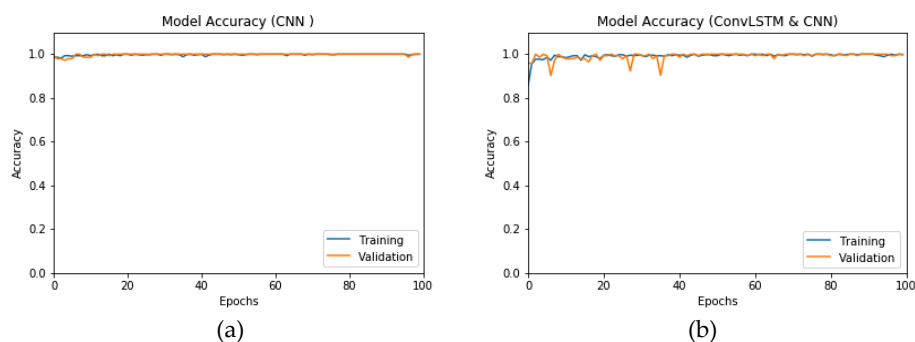 Model Accuracy (CNN )
1.0
0.8
0.6
0.4
0.2
0.0
Accuracy
0 20 40 60 80 100
Epochs
Training
Validation
(a)
Model Accuracy (ConvLSTM & CNN)
1.0
0.8
0.6
0.4
0.2
0.0
Accuracy
0 20 40 60 80 100
Epochs
Training
Validation
(b)